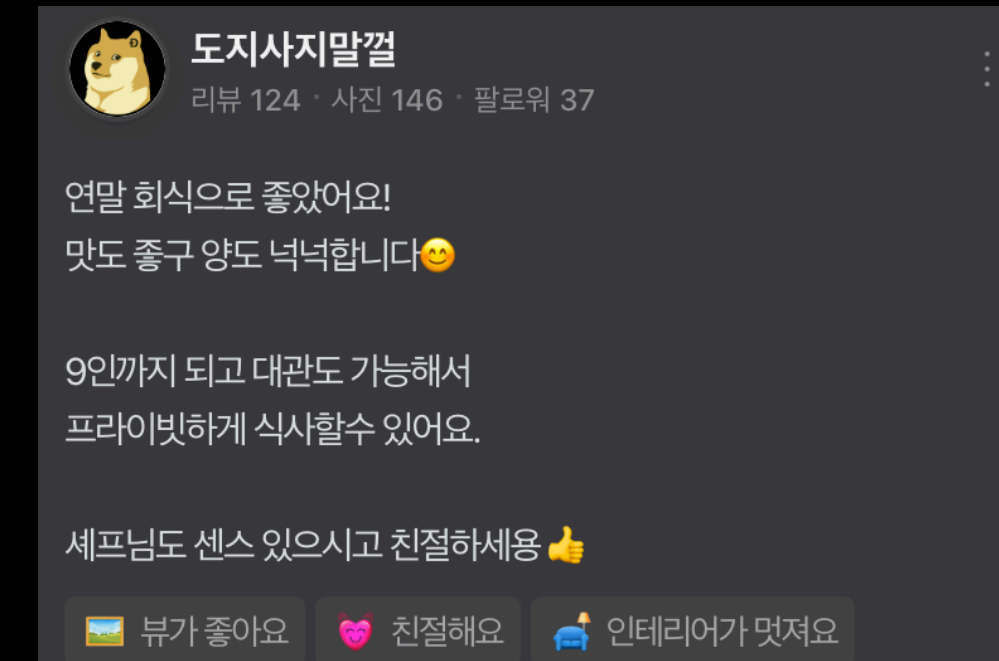 도지사지말껄
리뷰 124 · 사진 146 · 팔로워 37
연말 회식으로 좋았어요!
맛도 좋구 양도 넉넉합니다😊
9인까지 되고 대관도 가능해서
프라이빗하게 식사할수 있어요.
셰프님도 센스 있으시고 친절하세용👍
뷰가 좋아요 친절해요 인테리어가 멋져요